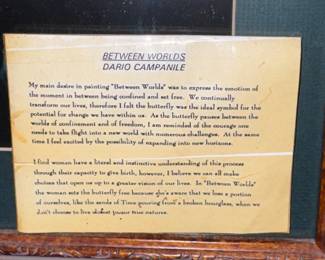 BETWEEN WORLDS
DARIO CAMPANILE
My main desire in painting "Between Worlds" was to express the emotion of
the moment in between being confined and set free. We continually
transform our lives, therefore I felt the butterfly was the ideal symbol for the
potential for change we have within us. As the butterfly pauses between the
worlds of confinement and of freedom, I am reminded of the courage one
needs to take flight into a new world with numerous challenges. At the same
time I feel excited by the possibility of expanding into new horizons.
I find women have a literal and instinctive understanding of this process
through their capacity to give birth, however, I believe we can all make
choices that open us up to a greater vision of our lives. In "Between Worlds"
the woman sets the butterfly free because she's aware that we lose a portion
of ourselves, like the sands of Time pouring from a broken hourglass, when we
don't choose to live our true natures.